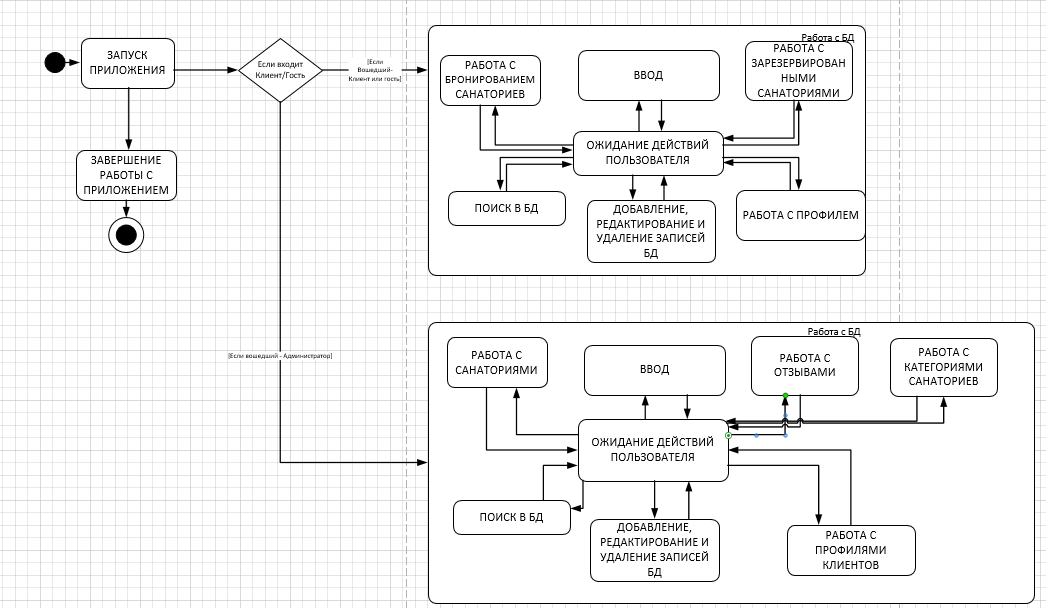 ЗАПУСК
ПРИЛОЖЕНИЯ
ЗАВЕРШЕНИЕ
РАБОТЫ С
ПРИЛОЖЕНИЕМ
Если входит
Клиент/Гость
[Если
Вошедший-
Клиент или гость]
[Если вошедший - Администратор]
Работа с БД
РАБОТА С
БРОНИРОВАНИЕМ
САНАТОРИЕВ
ВВОД
РАБОТА С
ЗАРЕЗЕРВИРОВАН
НЫМИ
САНАТОРИЯМИ
ОЖИДАНИЕ ДЕЙСТВИЙ
ПОЛЬЗОВАТЕЛЯ
ПОИСК В БД
ДОБАВЛЕНИЕ,
РЕДАКТИРОВАНИЕ И
УДАЛЕНИЕ ЗАПИСЕЙ
БД
РАБОТА С ПРОФИЛЕМ
Работа с БД
РАБОТА С
САНАТОРИЯМИ
ВВОД
РАБОТА С
ОТЗЫВАМИ
РАБОТА С
КАТЕГОРИЯМИ
САНАТОРИЕВ
ОЖИДАНИЕ ДЕЙСТВИЙ
ПОЛЬЗОВАТЕЛЯ
ПОИСК В БД
ДОБАВЛЕНИЕ,
РЕДАКТИРОВАНИЕ И
УДАЛЕНИЕ ЗАПИСЕЙ
БД
РАБОТА С
ПРОФИЛЯМИ
КЛИЕНТОВ